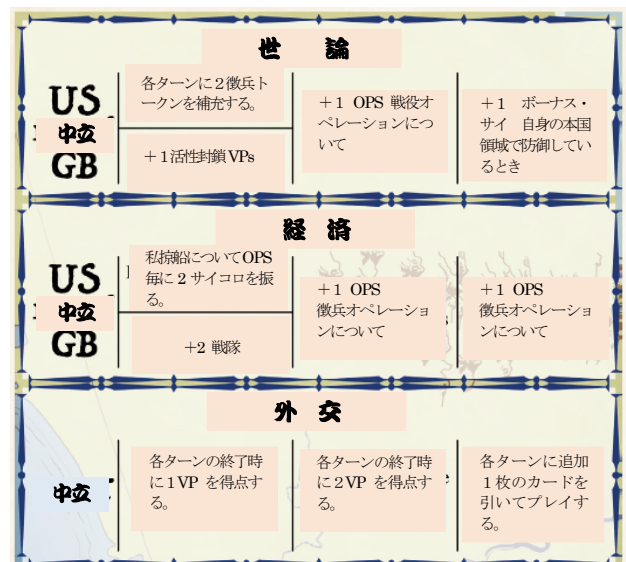 世　論
US
中立
GB
各ターンに２徴兵ト
ークンを補充する。
＋１活性封鎖VPs
＋１ OPS 戦役オ
ペレーションにつ
いて
＋１　ボーナス・
サイ　自身の本国
領域で防御してい
るとき
経　済
US
中立
GB
私掠船についてOPS
毎に２サイコロを振
る。
+2 戦隊
＋１ OPS
徴兵オペレーショ
ンについて
＋１ OPS
徴兵オペレーショ
ンについて
外　交
中立
各ターンの終了時
に１VP を得点す
る。
各ターンの終了時
に２VP を得点す
る。
各ターンに追加
１枚のカードを
引いてプレイす
る。